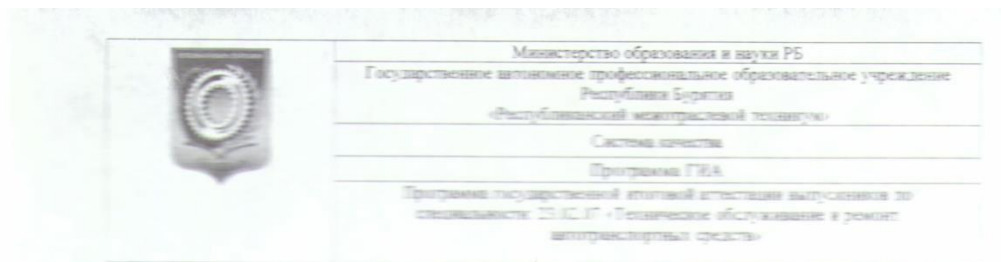 Министерство образования и науки РБ
Государственное автономное профессиональное образовательное учреждение
Республики Бурятия
«Республиканский межотраслевой техникум»
Система качества
Программа ГИА
Программа государственной итоговой аттестации выпускников по
специальности: 23.02.07 «Техническое обслуживание и ремонт
автотранспортных средств»